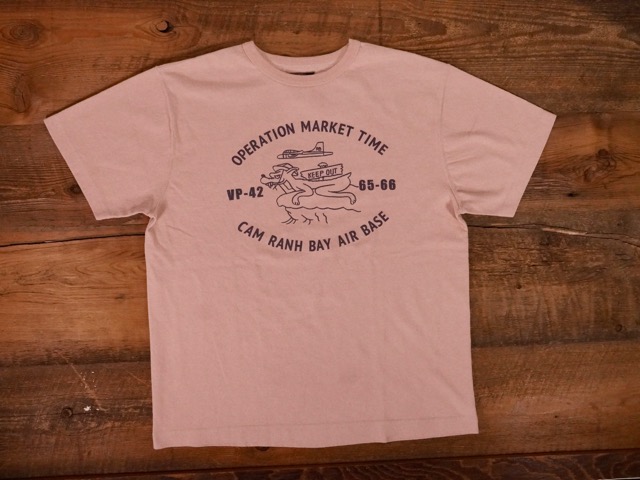 OPERATION MARKET TIME
KEEP OUT
VP-42
65-66
CAM RANH BAY AIR BASE